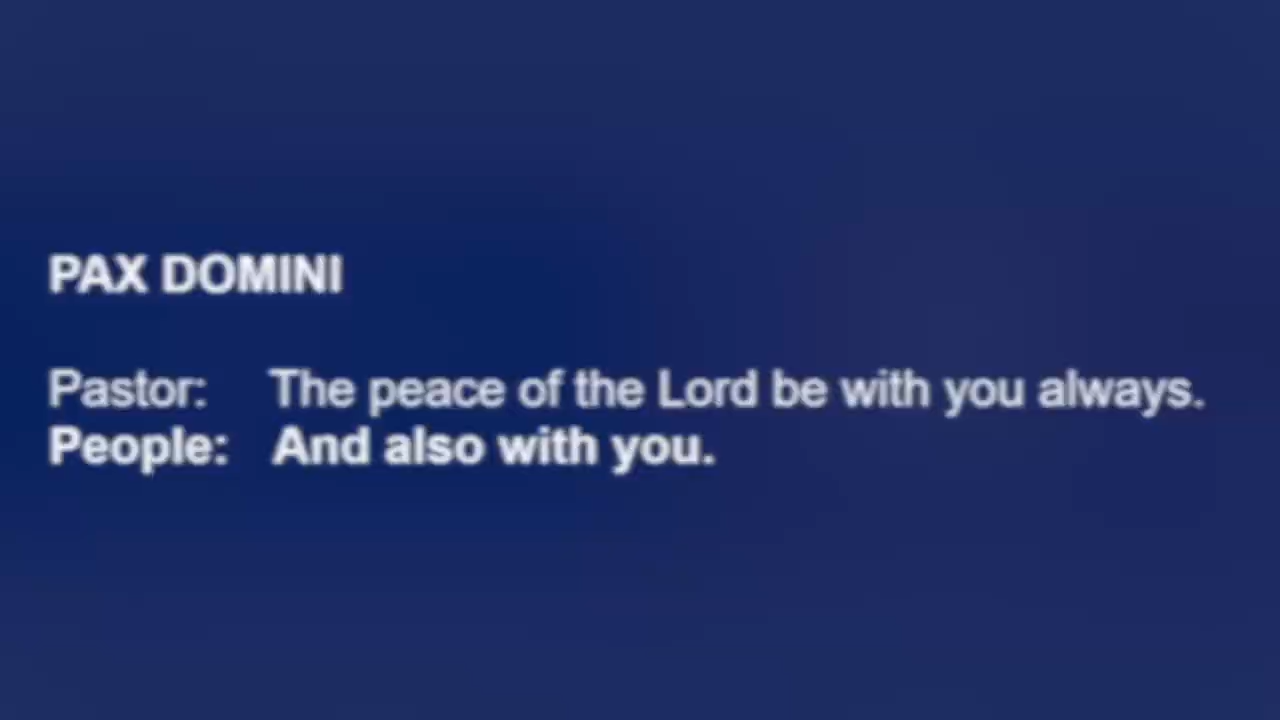 PAX DOMINI
Pastor: The peace of the Lord be with you always.
People: And also with you.